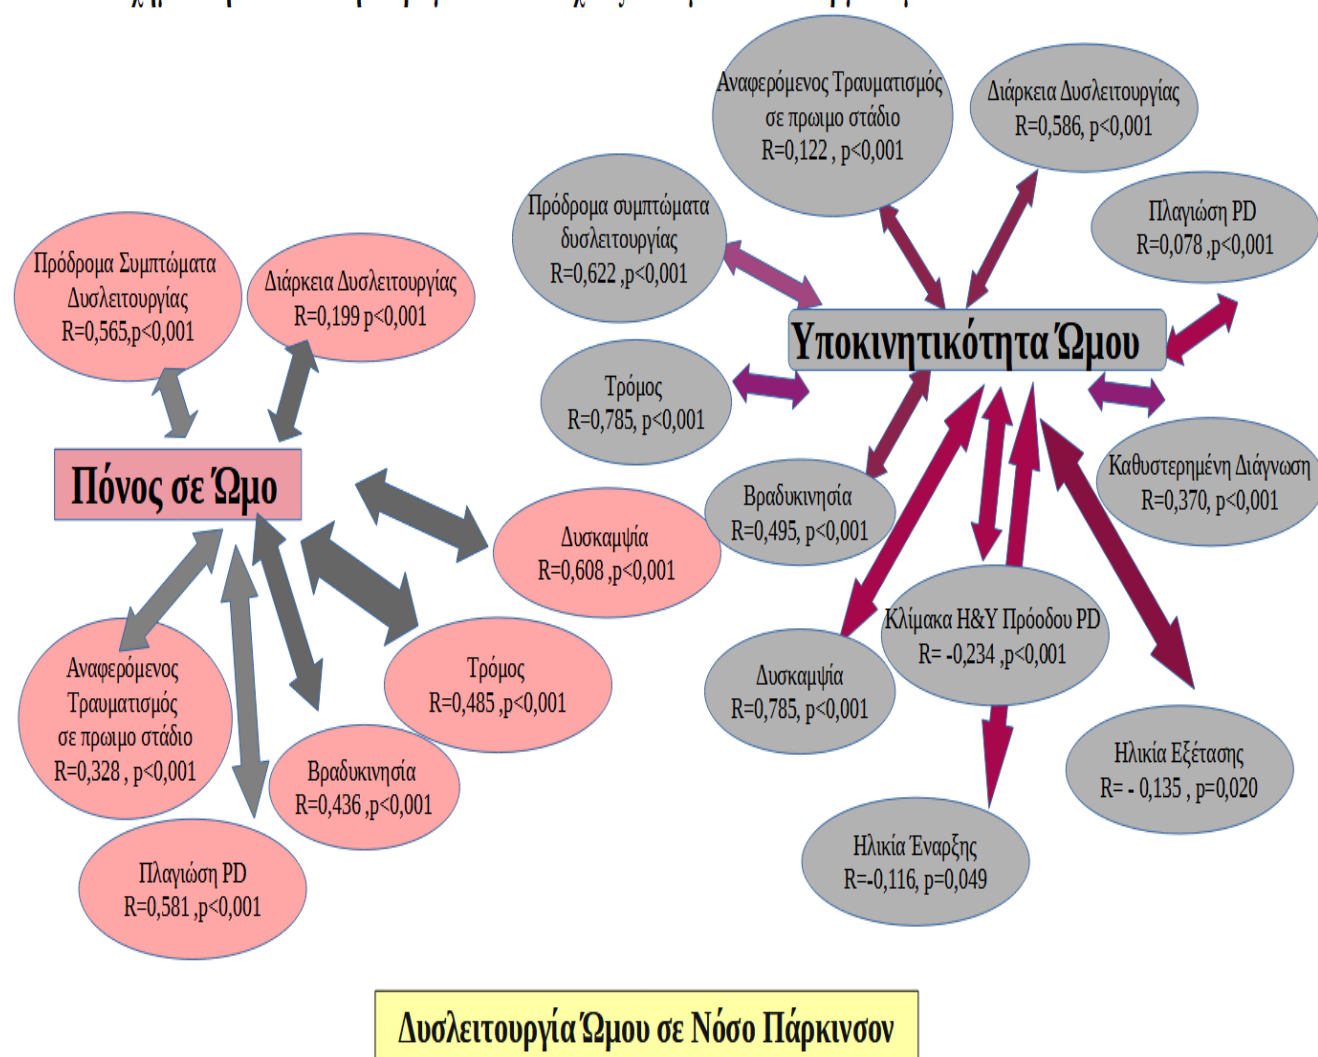 Αναφερόμενος Τραυματισμός
σε πρωιμο στάδιο
R=0,122 , p<0,001
Διάρκεια Δυσλειτουργίας
R=0,586, p<0,001
Πρόδρομα συμπτώματα
δυσλειτουργίας
R=0,622 ,p<0,001
Πλαγιώση PD
R=0,078 ,p<0,001
Πρόδρομα Συμπτώματα
Δυσλειτουργίας
R=0,565,p<0,001
Διάρκεια Δυσλειτουργίας
R=0,199 p<0,001
Υποκινητικότητα Ώμου
Τρόμος
R=0,785, p<0,001
Πόνος σε Ώμο
Καθυστερημένη Διάγνωση
R=0,370, p<0,001
Βραδυκινησία
R=0,495, p<0,001
Δυσκαμψία
R=0,608 ,p<0,001
Κλίμακα H&Y Πρόοδου PD
R= -0,234 ,p<0,001
Αναφερόμενος
Τραυματισμός
σε πρωιμο στάδιο
R=0,328 , p<0,001
Τρόμος
R=0,485 ,p<0,001
Δυσκαμψία
R=0,785, p<0,001
Βραδυκινησία
R=0,436 ,p<0,001
Ηλικία Εξέτασης
R= - 0,135 , p=0,020
Ηλικία Έναρξης
R=-0,116, p=0,049
Πλαγιώση PD
R=0,581 ,p<0,001
Δυσλειτουργία Ώμου σε Νόσο Πάρκινσον